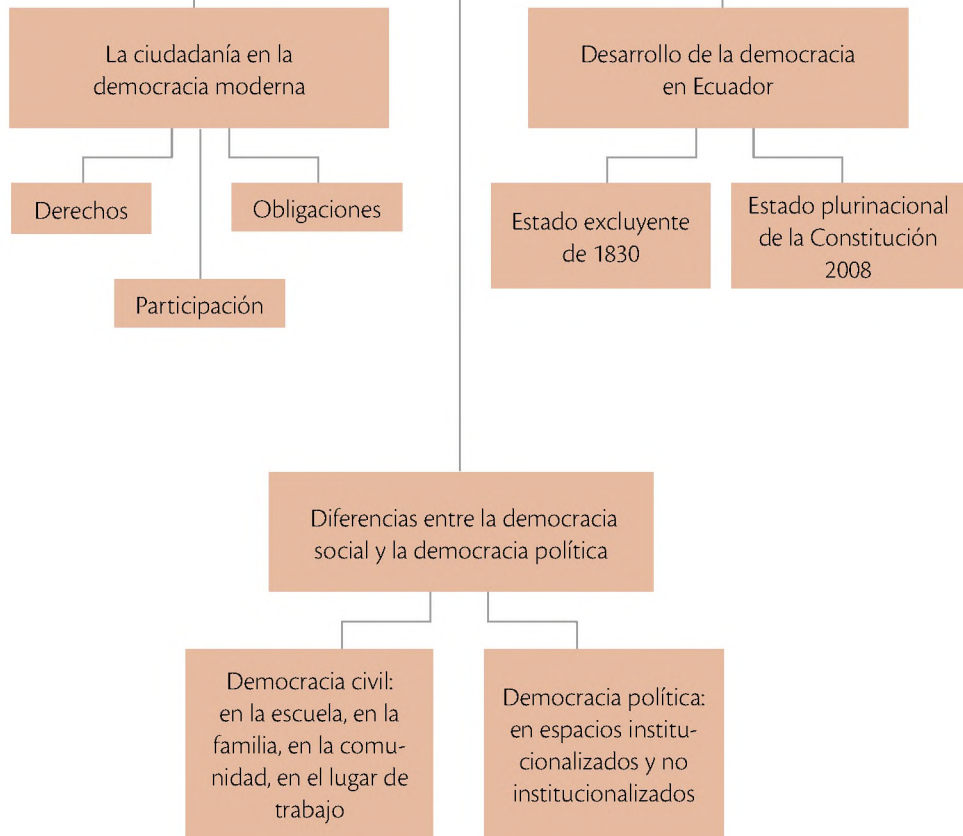 La ciudadanía en la
democracia moderna
Derechos
Obligaciones
Participación
Desarrollo de la democracia
en Ecuador
Estado excluyente
de 1830
Estado plurinacional
de la Constitución
2008
Diferencias entre la democracia
social y la democracia política
Democracia civil:
en la escuela, en la
familia, en la comu-
nidad, en el lugar de
trabajo
Democracia política:
en espacios institu-
cionalizados y no
institucionalizados